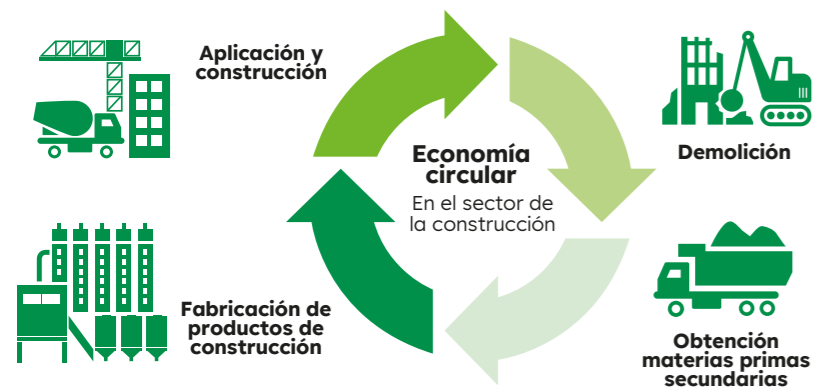 Aplicación y
construcción
Economía
circular
En el sector de
la construcción
Demolición
Fabricación de
productos de
construcción
Obtención
materias primas
secundarias